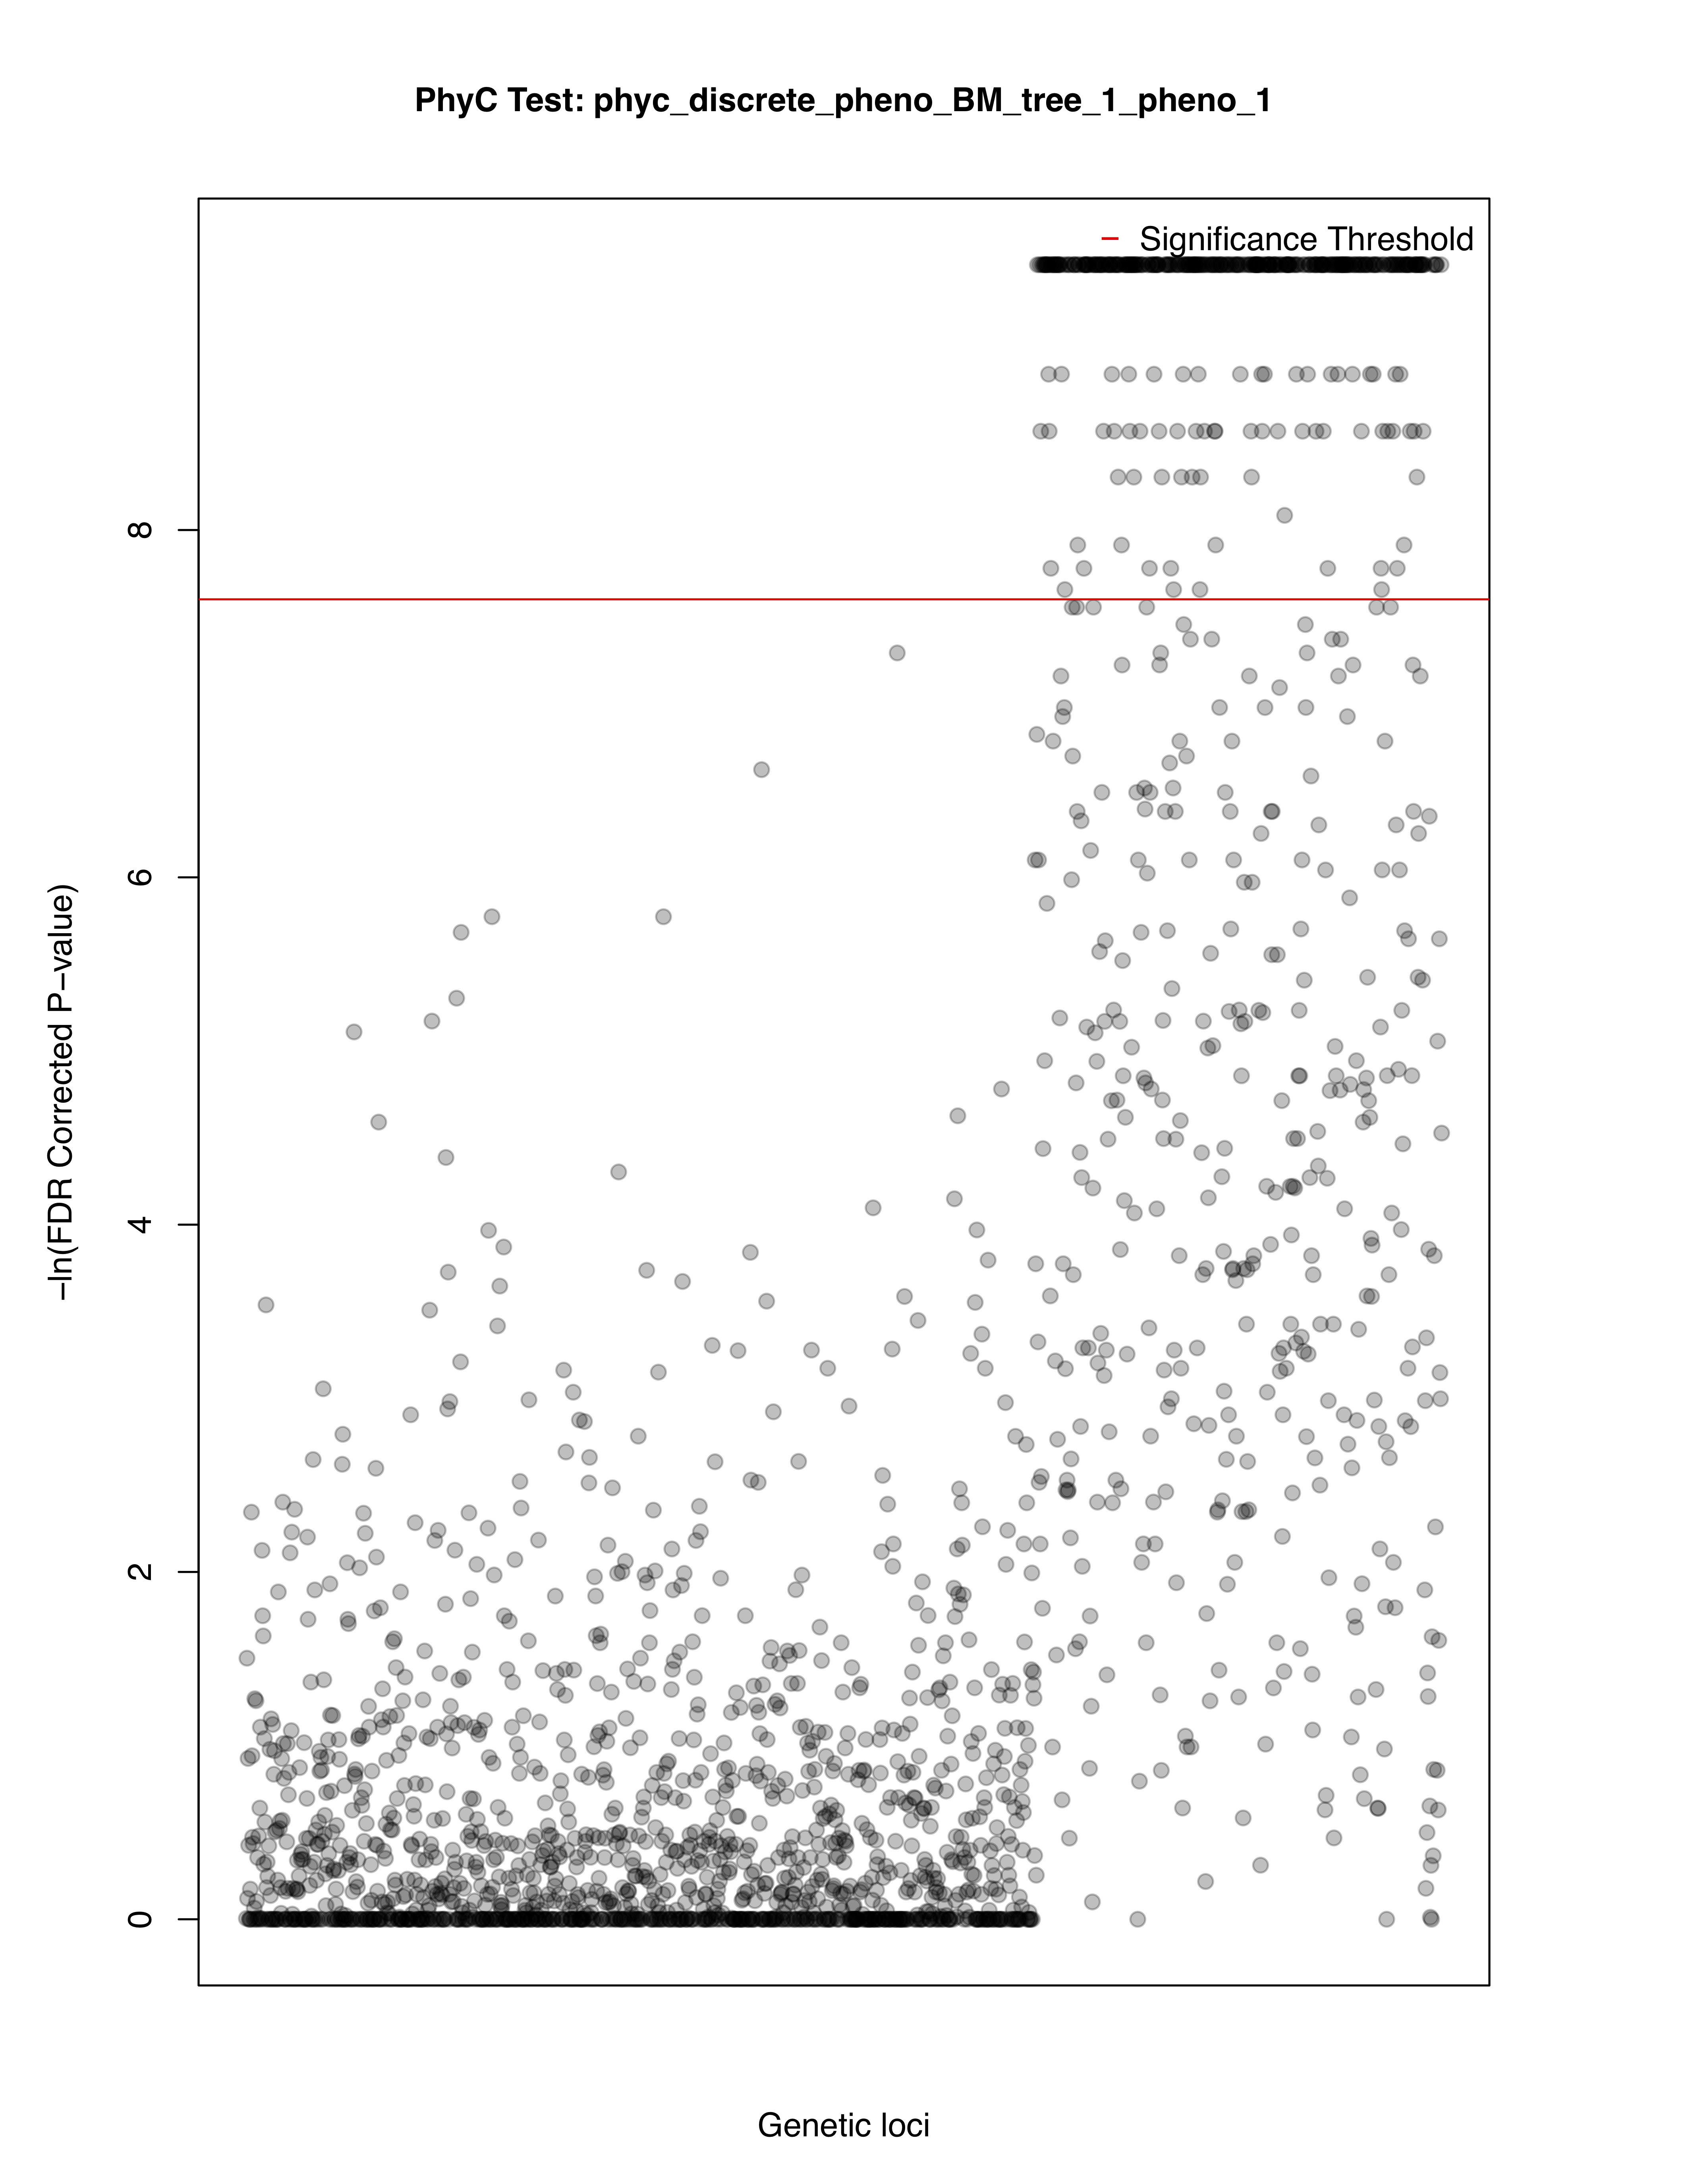 PhyC Test: phyc_discrete_pheno_BM_tree_1_pheno_1
Significance Threshold
8
6
4
2
0
−ln(FDR Corrected P−value)
Genetic loci